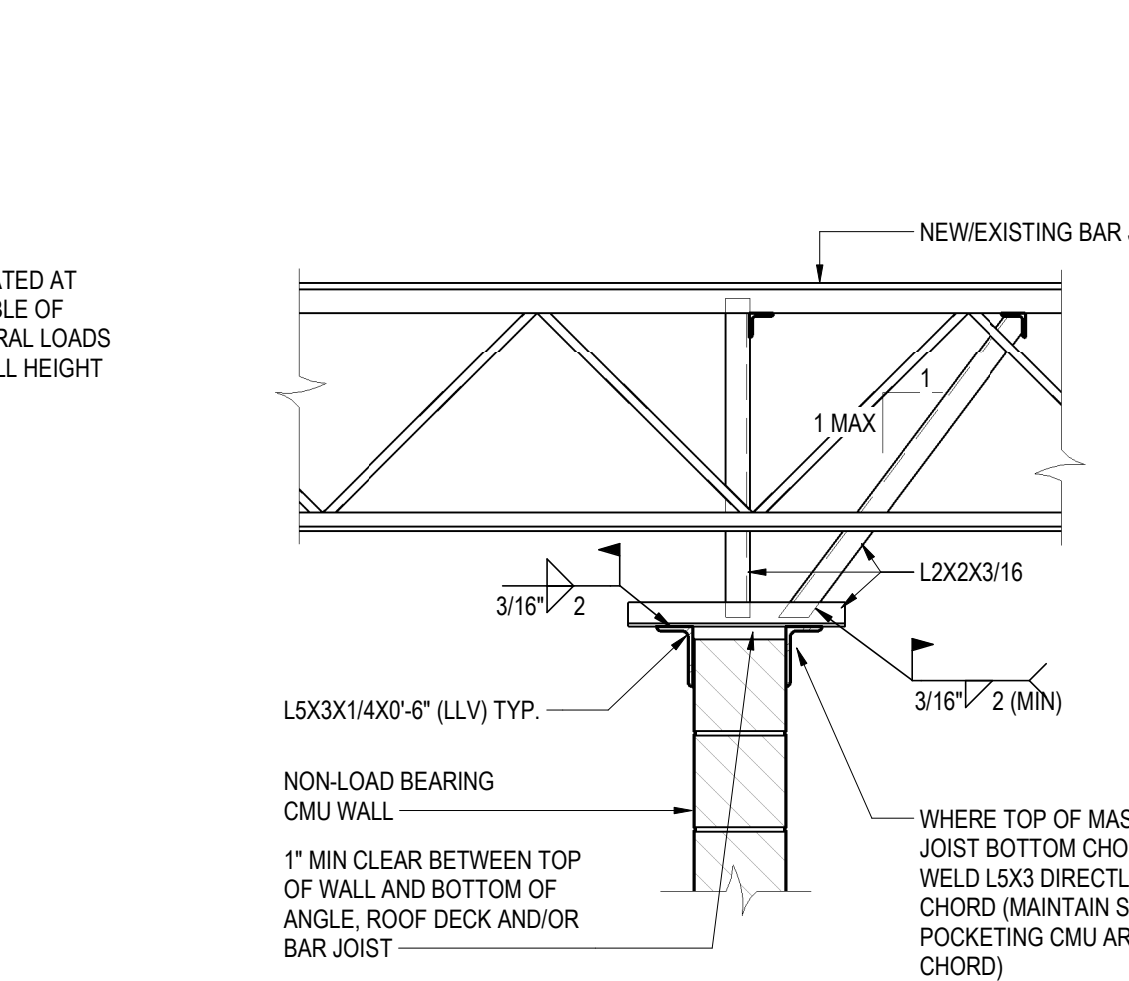 ATED AT
BLE OF
RAL LOADS
LL HEIGHT
NEW/EXISTING BAR
1
1 MAX
L2X2X3/16
3/16" 2
3/16" 2 (MIN)
L5X3X1/4X0'-6" (LLV) TYP.
NON-LOAD BEARING
CMU WALL
1" MIN CLEAR BETWEEN TOP
OF WALL AND BOTTOM OF
ANGLE, ROOF DECK AND/OR
BAR JOIST
WHERE TOP OF MAS
JOIST BOTTOM CHO
WELD L5X3 DIRECTL
CHORD (MAINTAIN S
POCKETING CMU AR
CHORD)